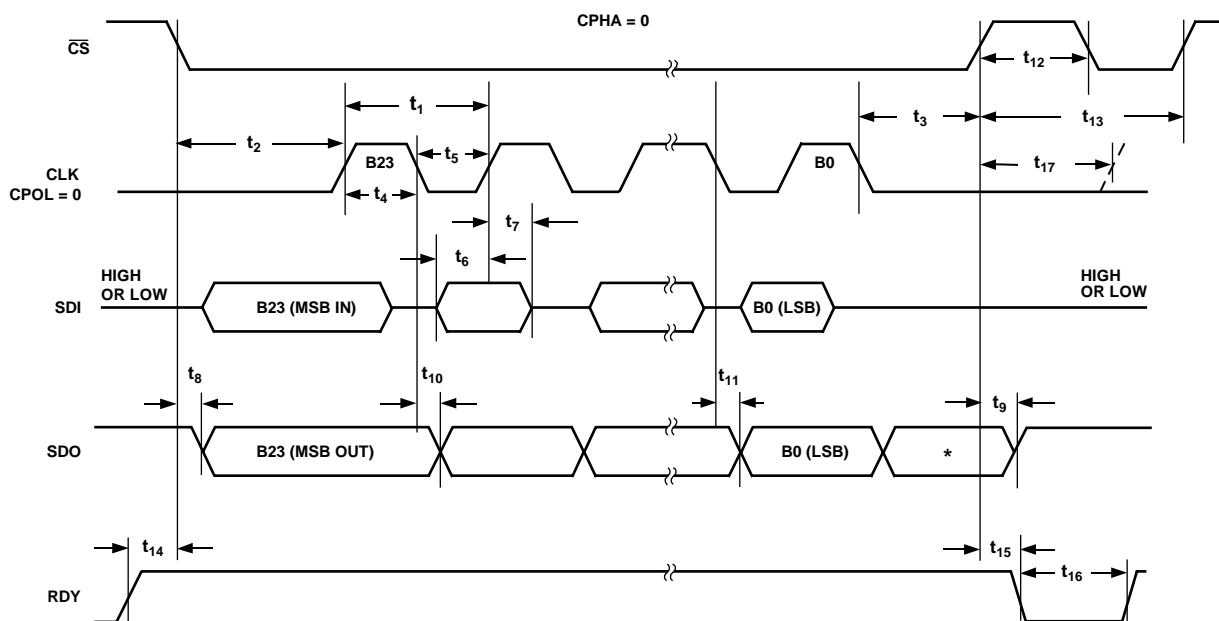 CPHA = 0
CS
t12
t1
t3
t13
t2
B23
t5
B0
t17
CLK
CPOL = 0
t4
t7
t6
HIGH
OR LOW
HIGH
OR LOW
SDI
B23 (MSB IN)
B0 (LSB)
t8
t10
t11
t9
SDO
B23 (MSB OUT)
B0 (LSB)
*
t14
t15
t16
RDY